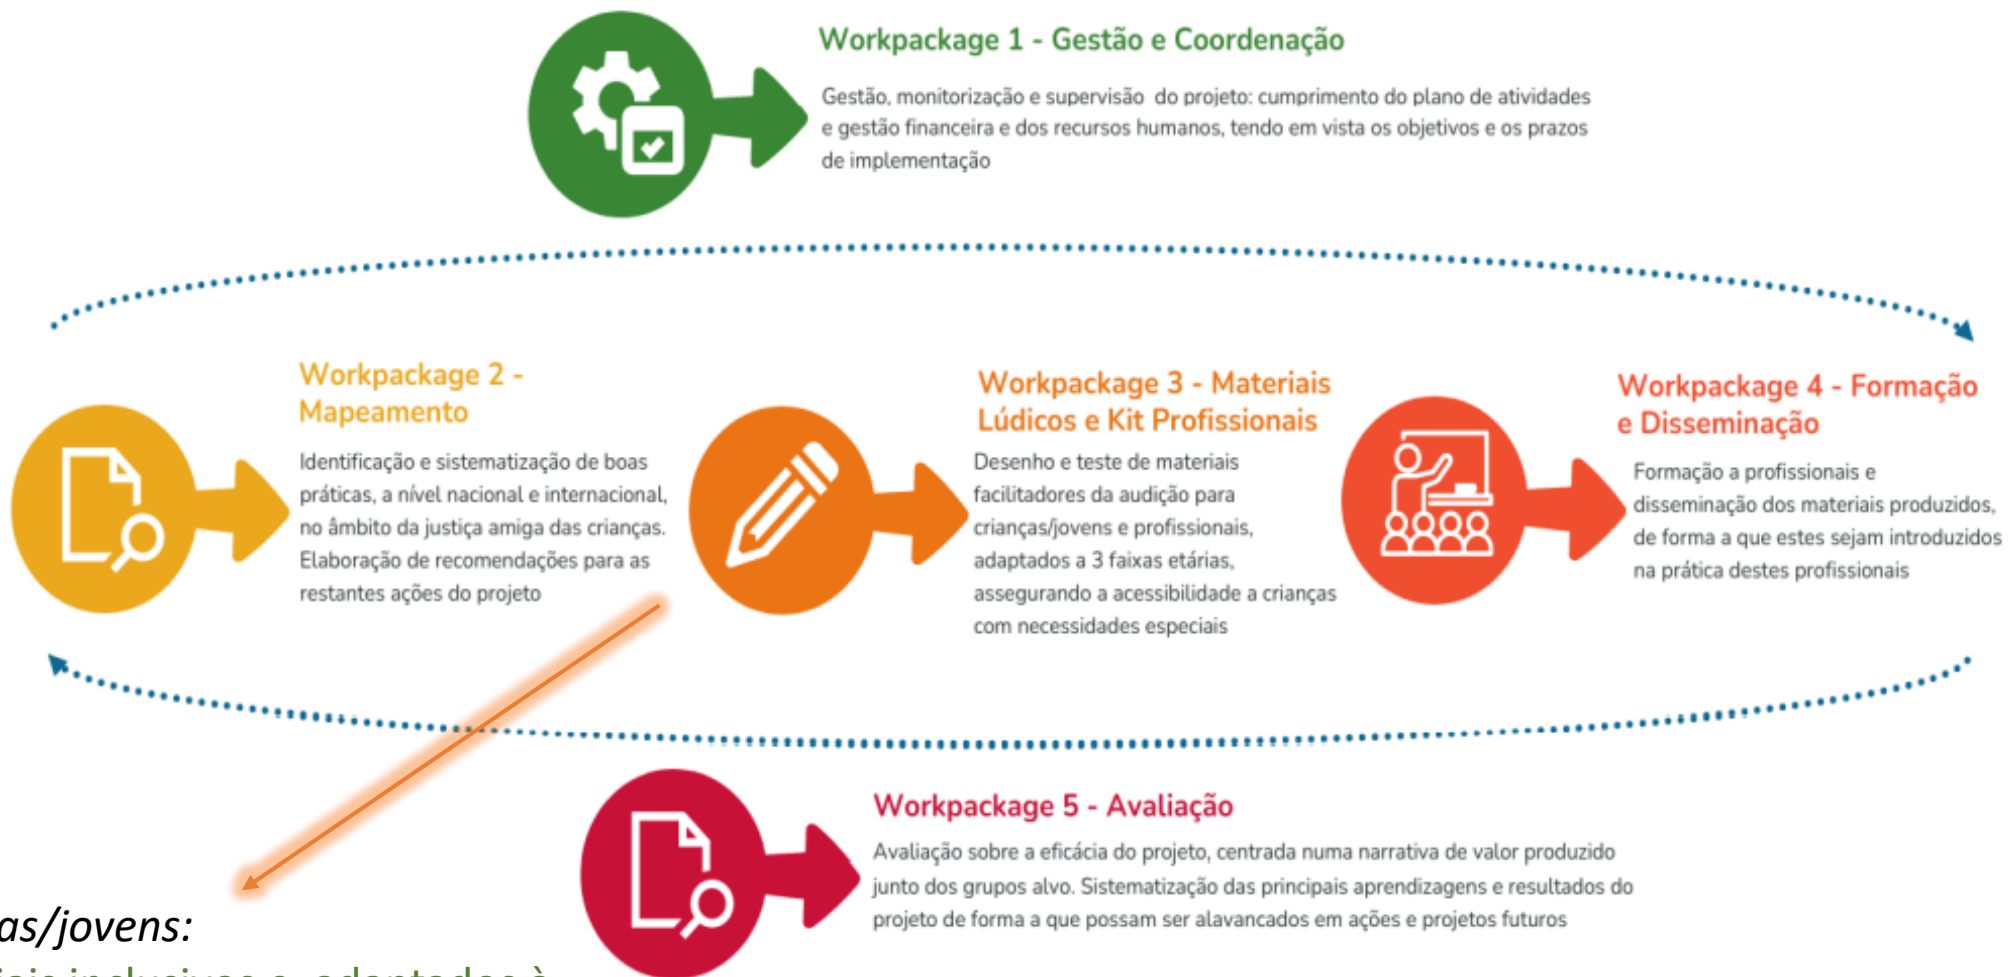 Workpackage 1 - Gestão e Coordenação
Gestão, monitorização e supervisão do projeto: cumprimento do plano de atividades
e gestão financeira e dos recursos humanos, tendo em vista os objetivos e os prazos
de implementação
Workpackage 2 -
Mapeamento
Identificação e sistematização de boas
práticas, a nível nacional e internacional,
no âmbito da justiça amiga das crianças.
Elaboração de recomendações para as
restantes ações do projeto
Workpackage 3 - Materiais
Lúdicos e Kit Profissionais
Desenho e teste de materiais
facilitadores da audição para
crianças/jovens e profissionais,
adaptados a 3 faixas etárias,
assegurando a acessibilidade a crianças
com necessidades especiais
Workpackage 4 - Formação
e Disseminação
Formação a profissionais e
disseminação dos materiais produzidos,
de forma a que estes sejam introduzidos
na prática destes profissionais
Workpackage 5 - Avaliação
Avaliação sobre a eficácia do projeto, centrada numa narrativa de valor produzido
junto dos grupos alvo. Sistematização das principais aprendizagens e resultados do
projeto de forma a que possam ser alavancados em ações e projetos futuros
as/jovens:
inclusivos e adaptados à